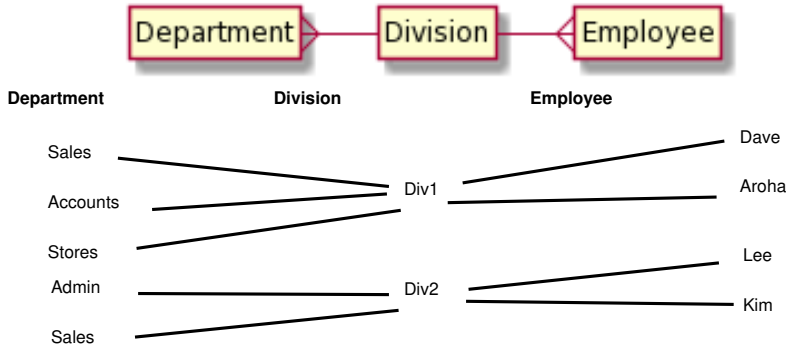 Department Division Employee
Department Division Employee
Sales
Dave
Accounts
Div1
Aroha
Stores
Admin
Div2
Lee
Sales
Kim